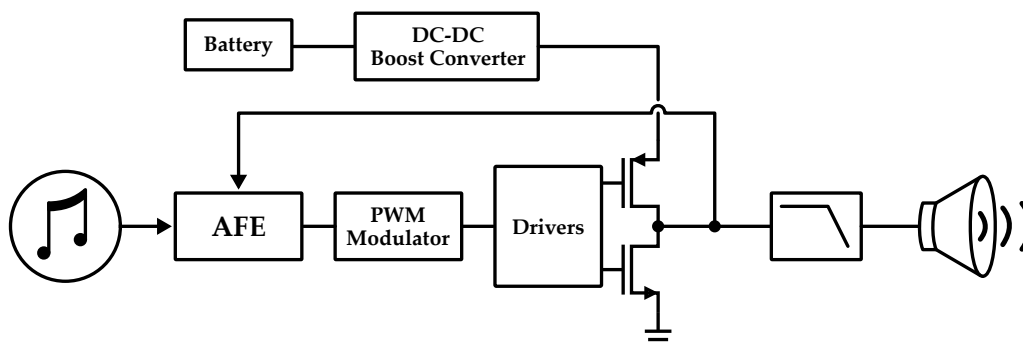 Battery
DC-DC
Boost Converter
AFE
PWM
Modulator
Drivers